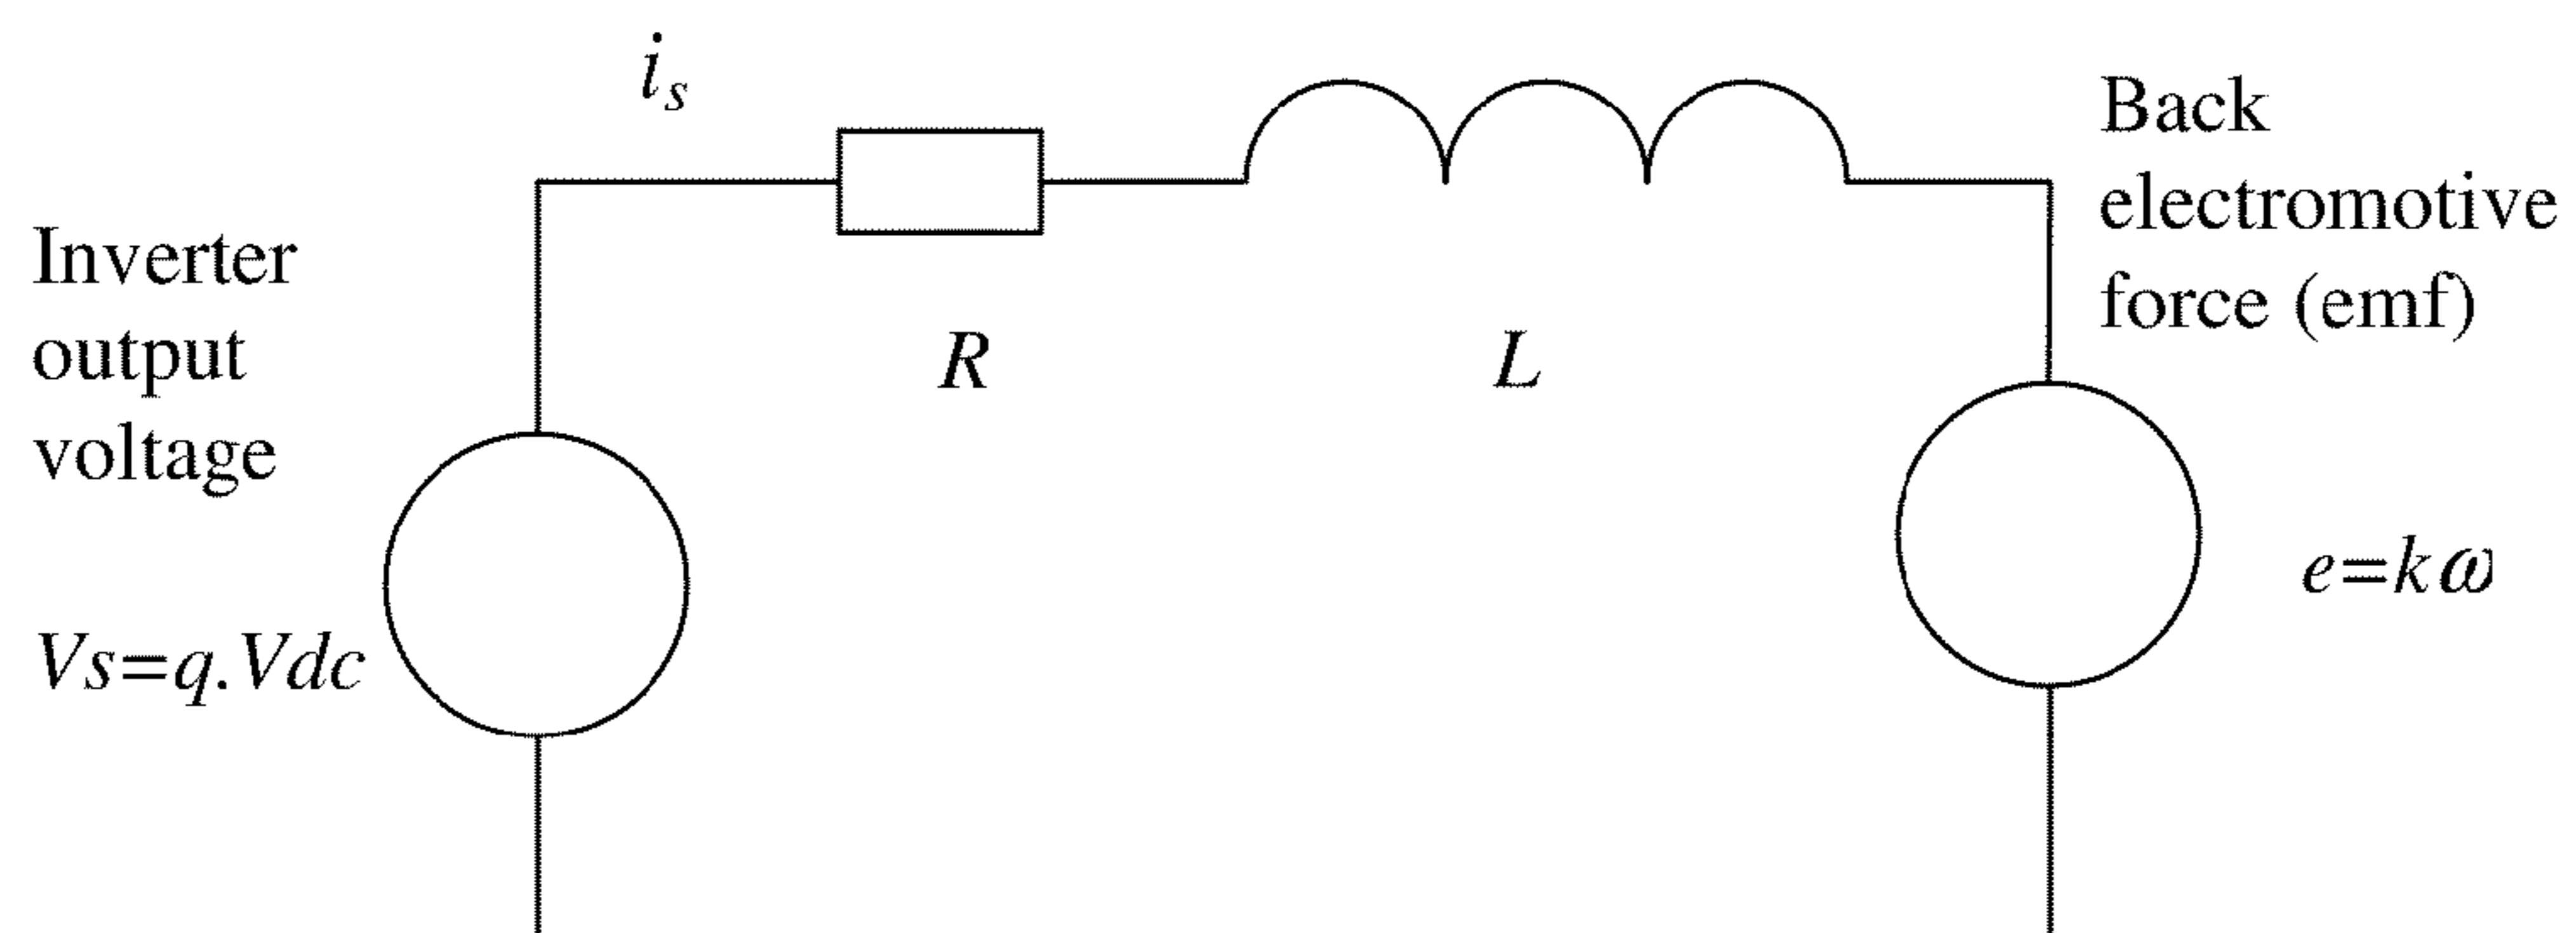 i_s
Back
electromotive
force (emf)
Inverter
output
voltage
R
L
e=kω
Vs=q.Vdc